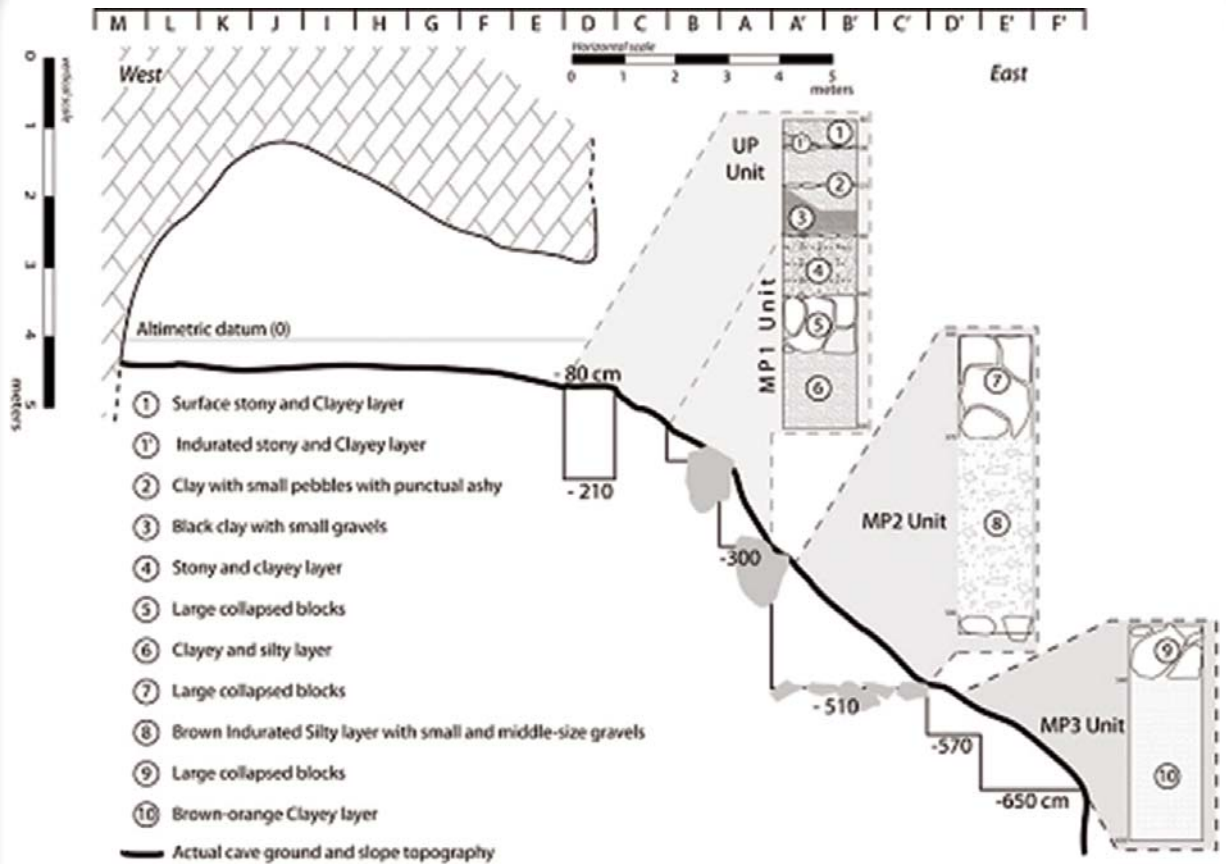 M L K J I H G F E D C B A A' B' C' D' E' F'
Horizontal scale
0 1 2 3 4 5
meters
West
East
0 1 2 3 4 5
vertical scale
meters
UP
Unit
1
1'
2
3
4
5
6
MP1 Unit
Altimetric datum (0)
- 80 cm
- 210
-300
- 510
-570
-650 cm
7
MP2 Unit
8
9
MP3 Unit
10
1 Surface stony and Clayey layer
1' Indurated stony and Clayey layer
2 Clay with small pebbles with punctual ashy
3 Black clay with small gravels
4 Stony and clayey layer
5 Large collapsed blocks
6 Clayey and silty layer
7 Large collapsed blocks
8 Brown Indurated Silty layer with small and middle-size gravels
9 Large collapsed blocks
10 Brown-orange Clayey layer
Actual cave ground and slope topography